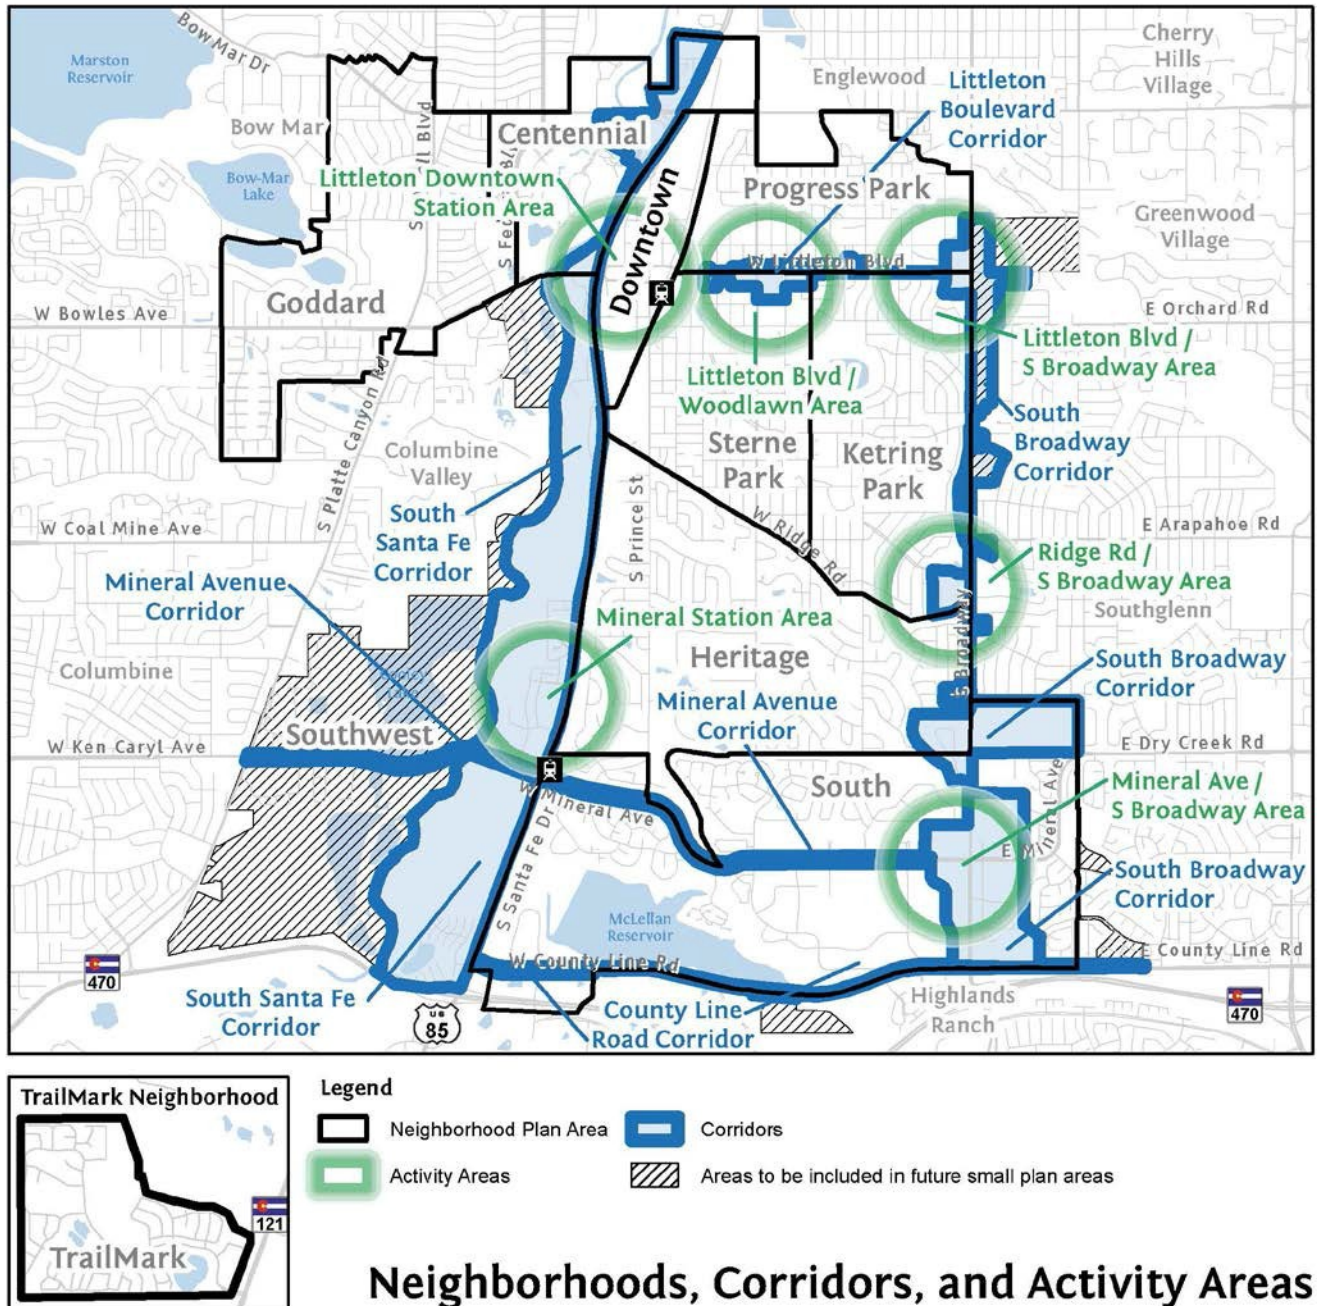 Bow Mar Dr
Marston
Reservoir
Cherry
Hills
Village
Englewood
Littleton
Boulevard
Corridor
Bow Mar
Centennial
Bow-Mar
Lake
Littleton Downtown
Station Area
Downtown
Progress Park
Greenwood
Village
W Littleton Blvd
Goddard
W Bowles Ave
E Orchard Rd
Littleton Blvd /
S Broadway Area
Littleton Blvd /
Woodlawn Area
S Platte Canyon Rd
Columbine
Valley
Sterne
Park
Ketring
Park
South
Broadway
Corridor
W Coal Mine Ave
South
Santa Fe
Corridor
S Prince St
W Ridge Rd
E Arapahoe Rd
Ridge Rd /
S Broadway Area
Southglenn
Mineral Avenue
Corridor
Mineral Station Area
S Broadway
Columbine
Heritage
South Broadway
Corridor
Mineral Avenue
Corridor
Southwest
W Ken Caryl Ave
E Dry Creek Rd
South
W Mineral Ave
E Mineral Ave
Mineral Ave /
S Broadway Area
S Santa Fe Dr
South Broadway
Corridor
McLellan
Reservoir
W County Line Rd
E County Line Rd
470
South Santa Fe
Corridor
US
85
County Line
Road Corridor
Highlands
Ranch
470
TrailMark Neighborhood
121
TrailMark
Legend
Neighborhood Plan Area
Corridors
Activity Areas
Areas to be included in future small plan areas
Neighborhoods, Corridors, and Activity Areas